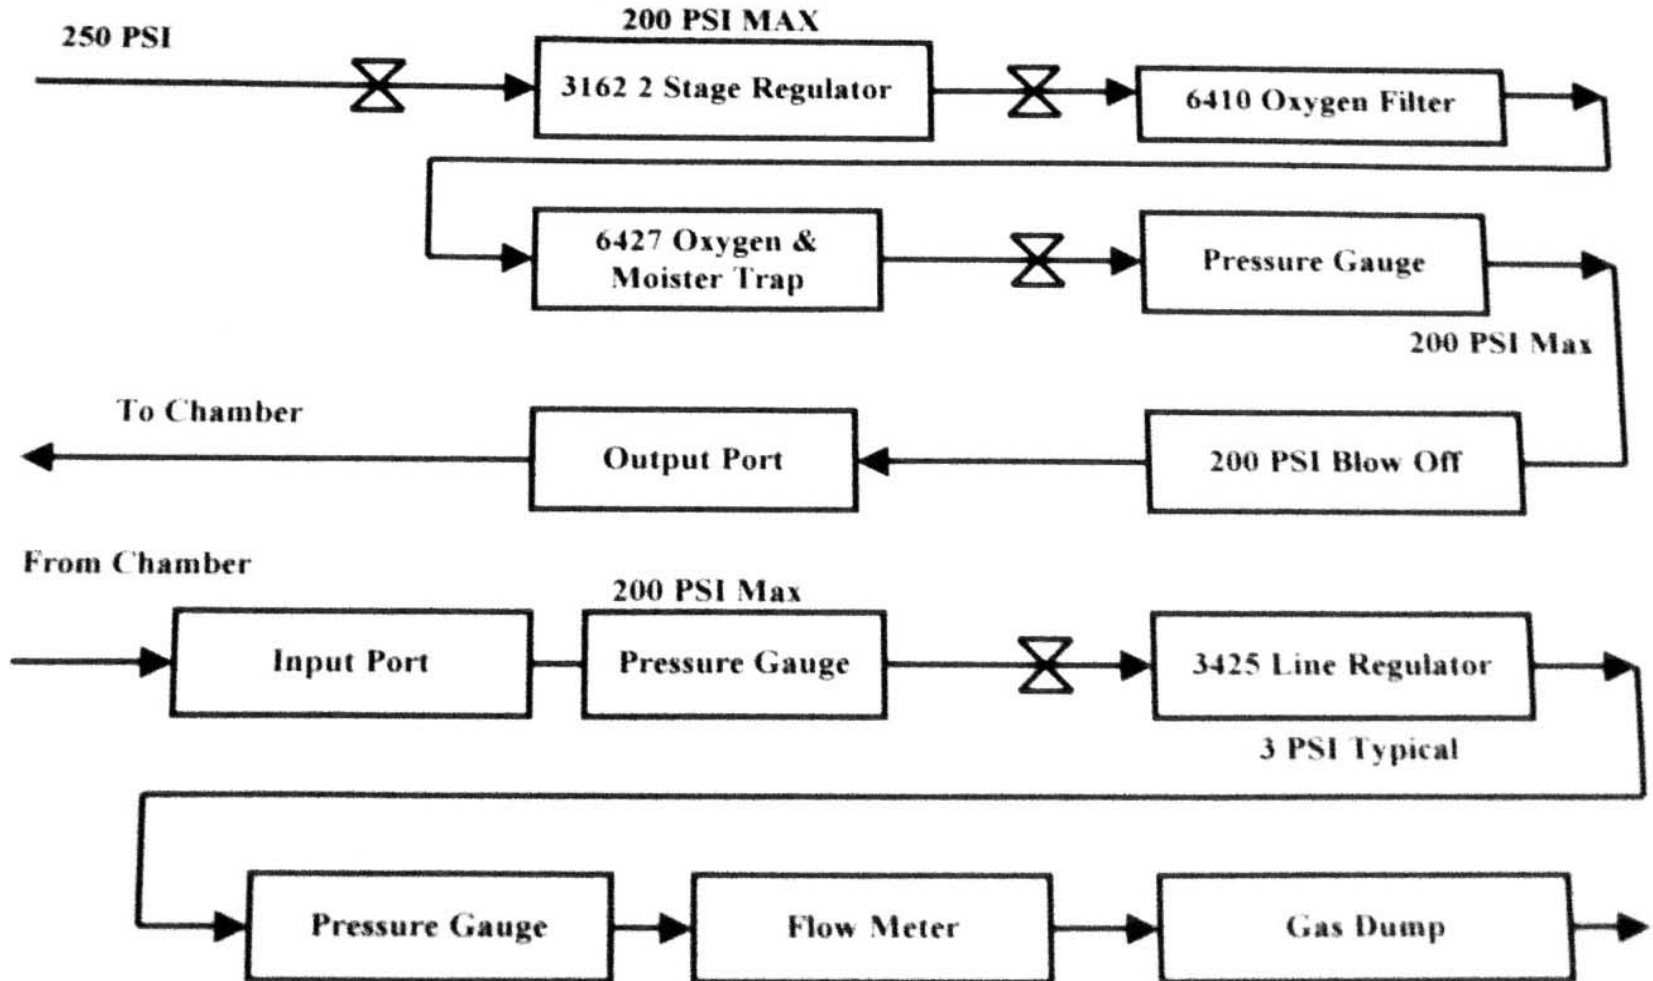 200 PSI MAX
250 PSI
3162 2 Stage Regulator
6410 Oxygen Filter
6427 Oxygen &
Moister Trap
Pressure Gauge
200 PSI Max
To Chamber
Output Port
200 PSI Blow Off
From Chamber
200 PSI Max
Input Port
Pressure Gauge
3425 Line Regulator
3 PSI Typical
Pressure Gauge
Flow Meter
Gas Dump